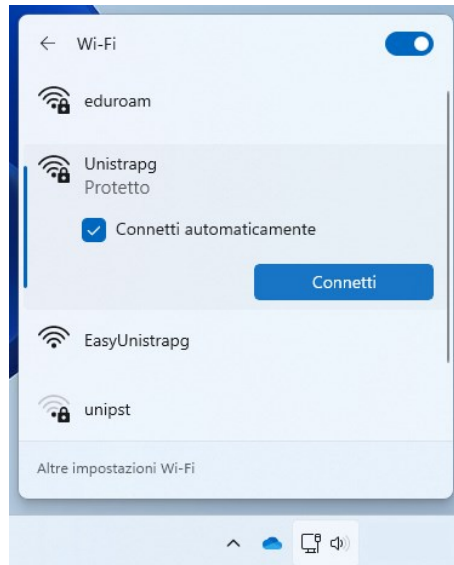 Wi-Fi
eduroam
Unistrapg
Protetto
Connetti automaticamente
Connetti
EasyUnistrapg
unipst
Altre impostazioni Wi-Fi